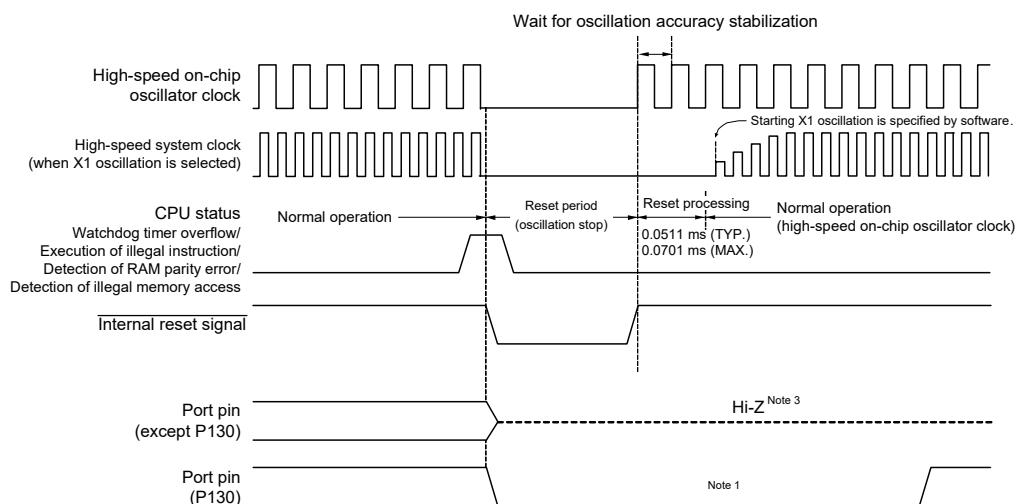 Wait for oscillation accuracy stabilization
High-speed on-chip
oscillator clock
Starting X1 oscillation is specified by software.
High-speed system clock
(when X1 oscillation is selected)
CPU status
Normal operation
Reset period
(oscillation stop)
Reset processing
0.0511 ms (TYP.)
0.0701 ms (MAX.)
Normal operation
(high-speed on-chip oscillator clock)
Watchdog timer overflow/
Execution of illegal instruction/
Detection of RAM parity error/
Detection of illegal memory access
Internal reset signal
Port pin
(except P130)
Hi-Z Note 3
Port pin
(P130)
Note 1